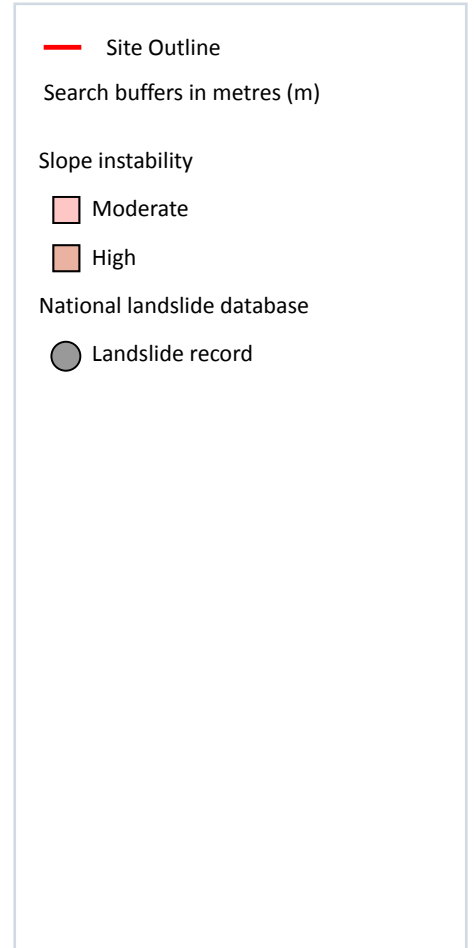 Site Outline
Search buffers in metres (m)
Slope instability
Moderate
High
National landslide database
Landslide record